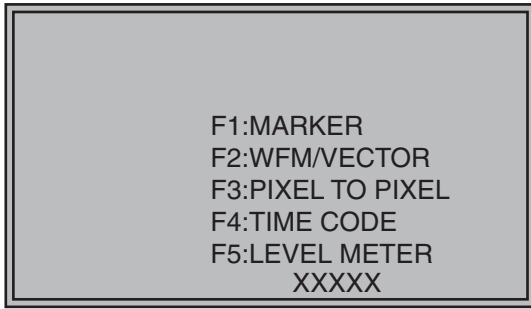 F1:MARKER
F2:WFM/VECTOR
F3:PIXEL TO PIXEL
F4:TIME CODE
F5:LEVEL METER
XXXXX